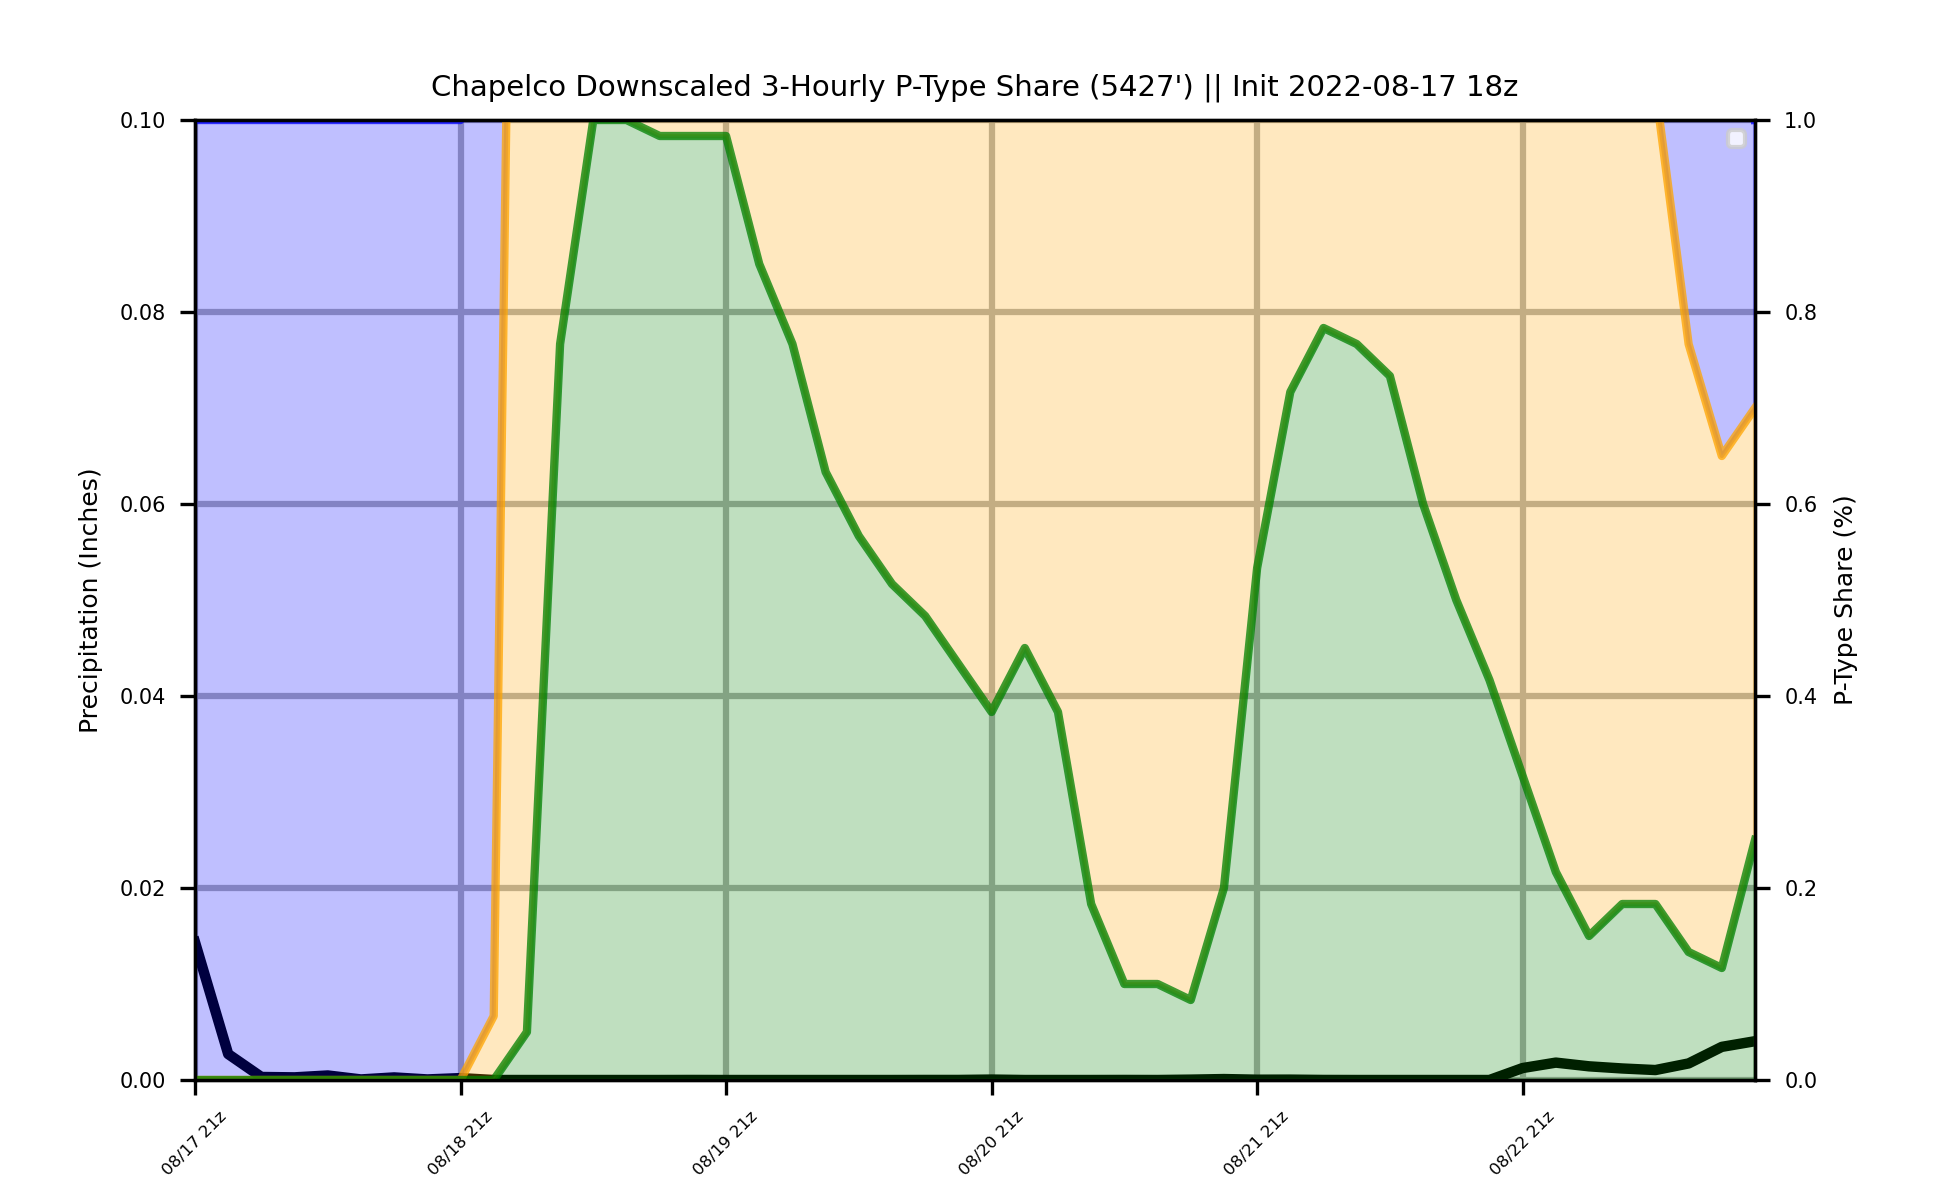 Chapelco Downscaled 3-Hourly P-Type Share (5427') || Init 2022-08-17 18z
0.10
0.08
0.06
0.04
0.02
0.00
Precipitation (Inches)
1.0
0.8
0.6
0.4
0.2
0.0
P-Type Share (%)
08/17 21z
08/18 21z
08/19 21z
08/20 21z
08/21 21z
08/22 21z